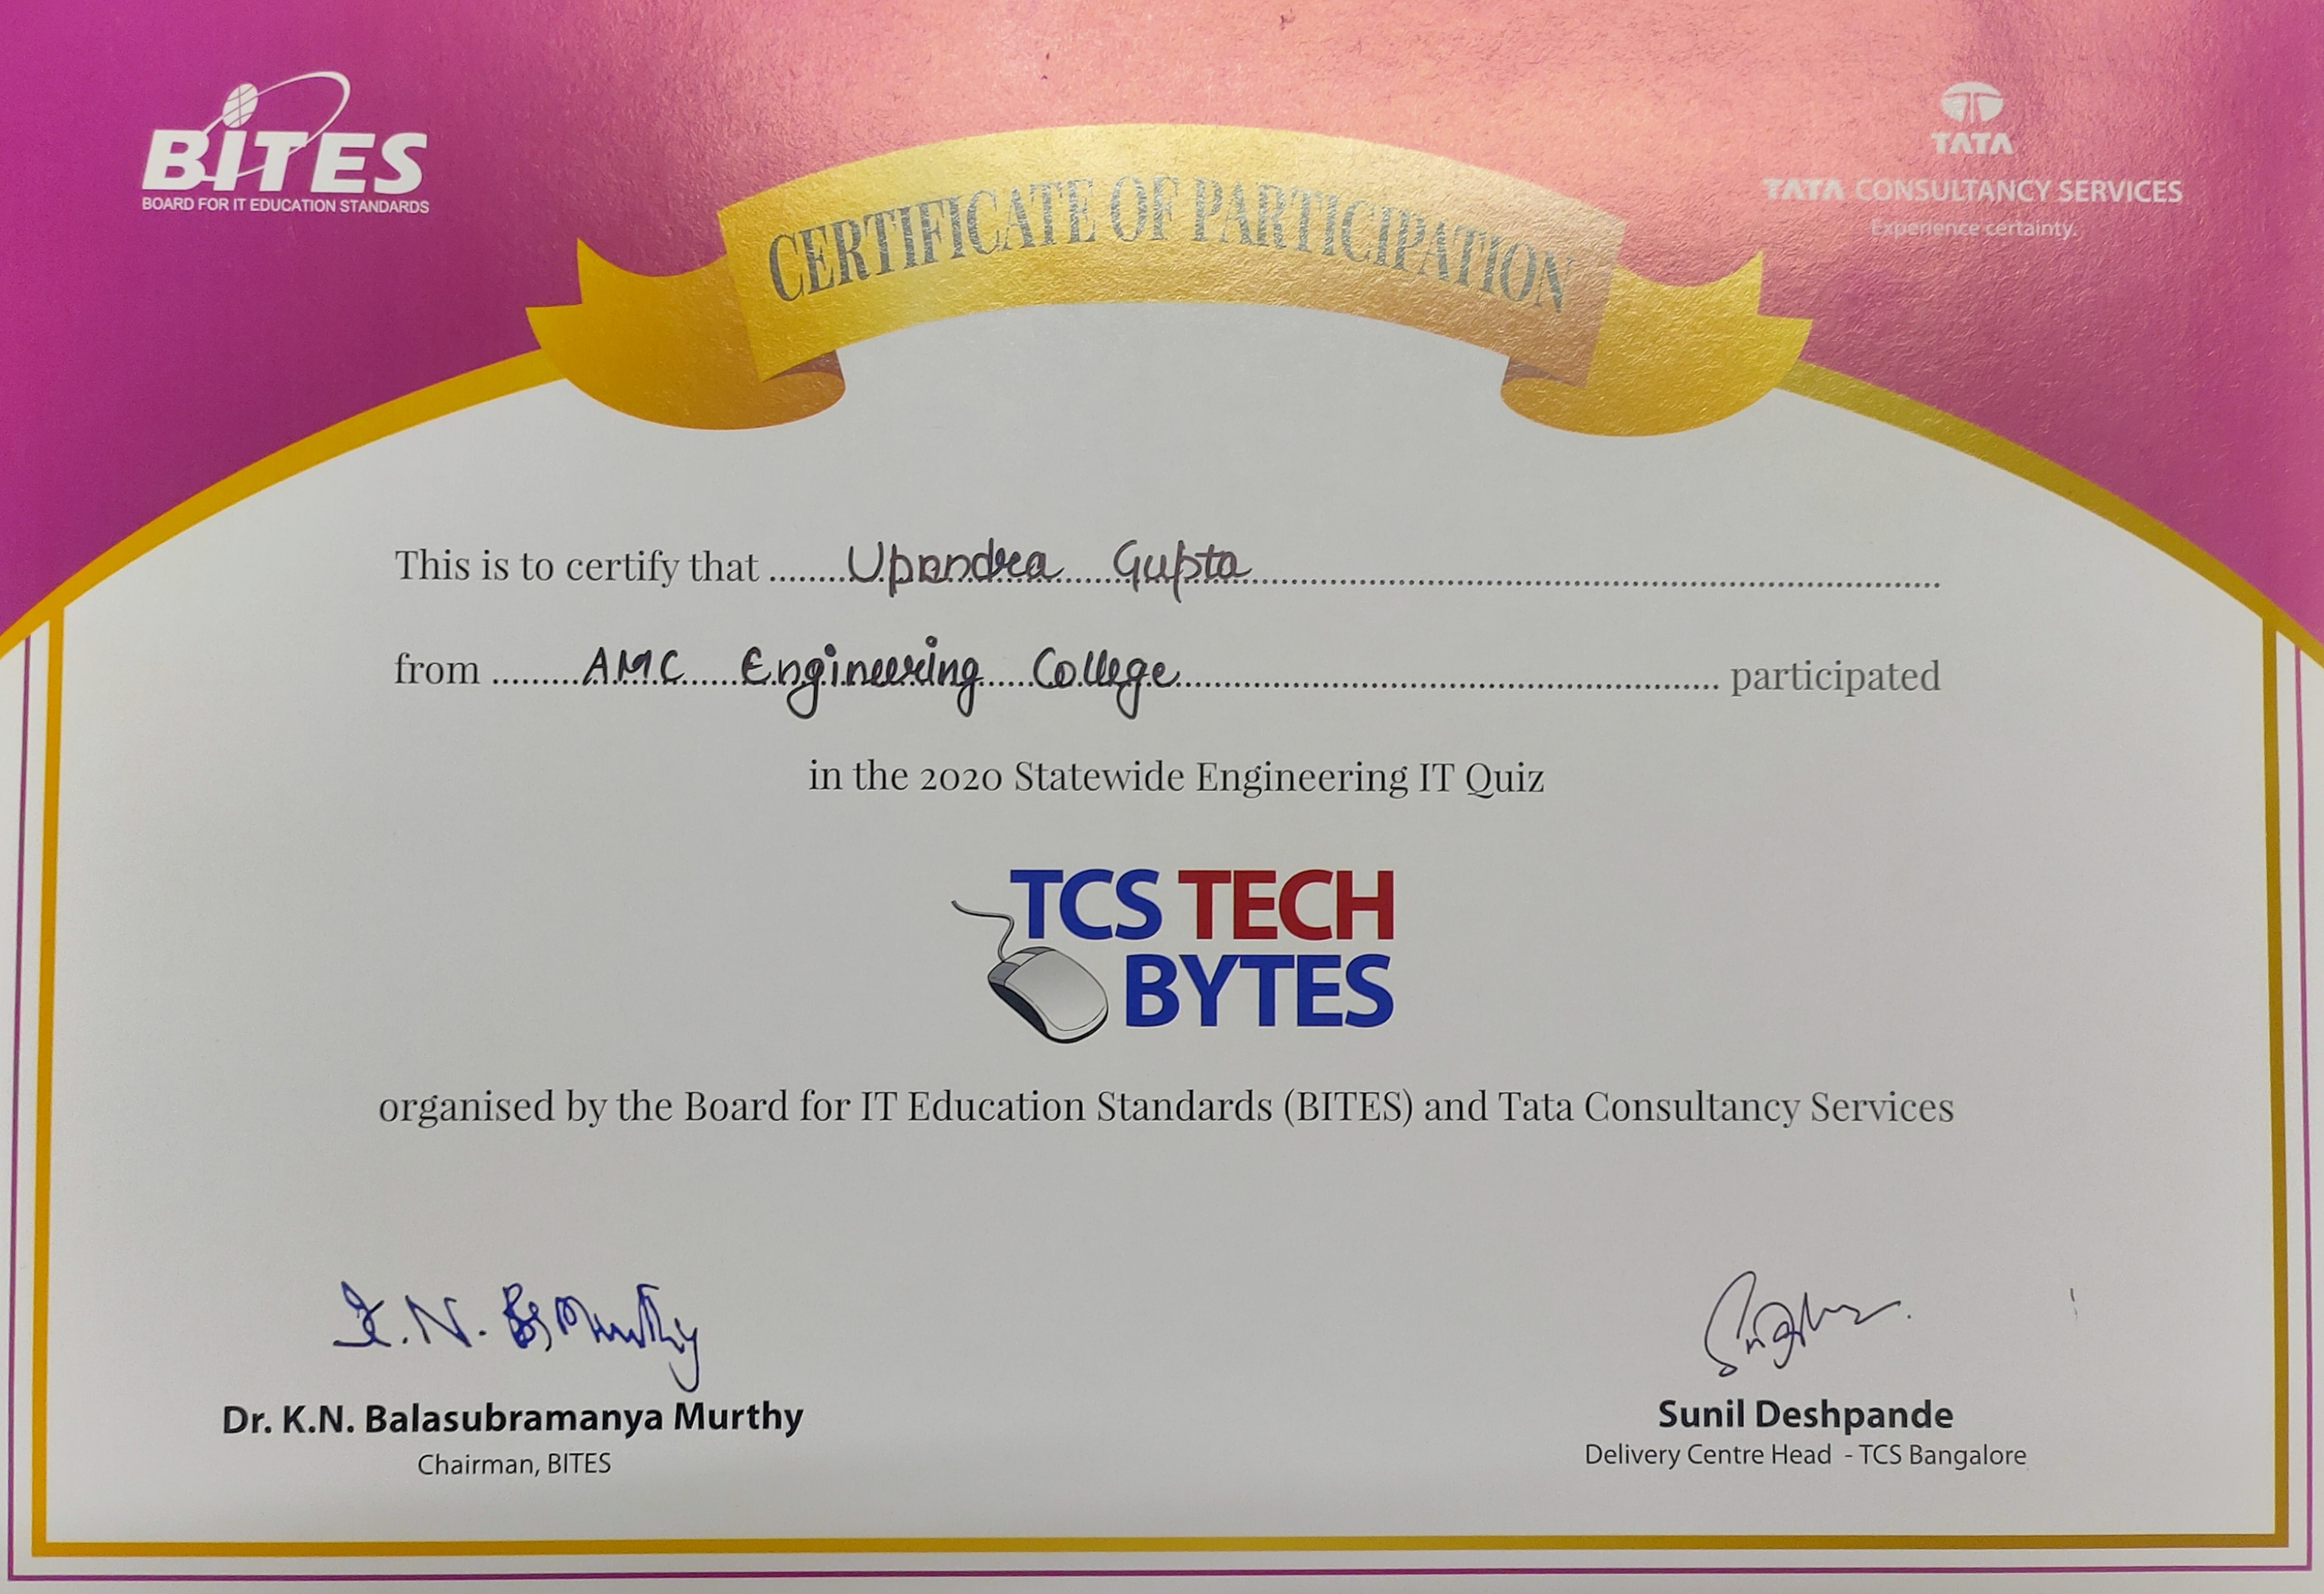 BiTES
BOARD FOR IT EDUCATION STANDARDS
TATA
TATA CONSULTANCY SERVICES
Experience certainty.
CERTIFICATE OF PARTICIPATION
This is to certify that ........Upendra Gupta........
from ........AMC Engineering College........ participated
in the 2020 Statewide Engineering IT Quiz
TCS TECH
BYTES
organised by the Board for IT Education Standards (BITES) and Tata Consultancy Services
K.N. BS Murthy
Dr. K.N. Balasubramanya Murthy
Chairman, BITES
Sunil Deshpande
Delivery Centre Head - TCS Bangalore